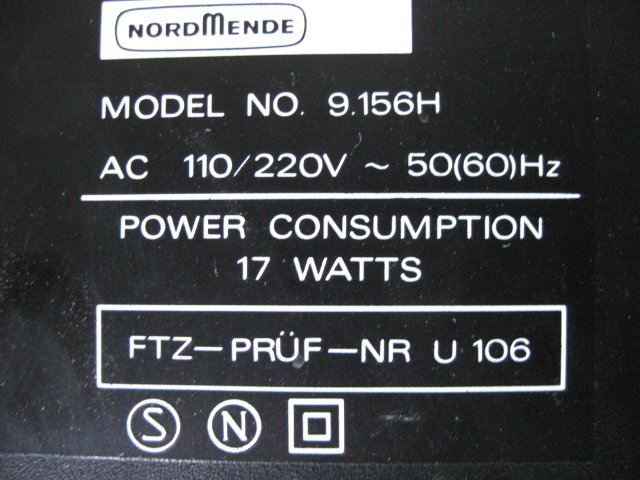 NORDMENDE
MODEL NO. 9.156H
AC 110/220V ~ 50(60)Hz
POWER CONSUMPTION
17 WATTS
FTZ—PRÜF—NR U 106
S N